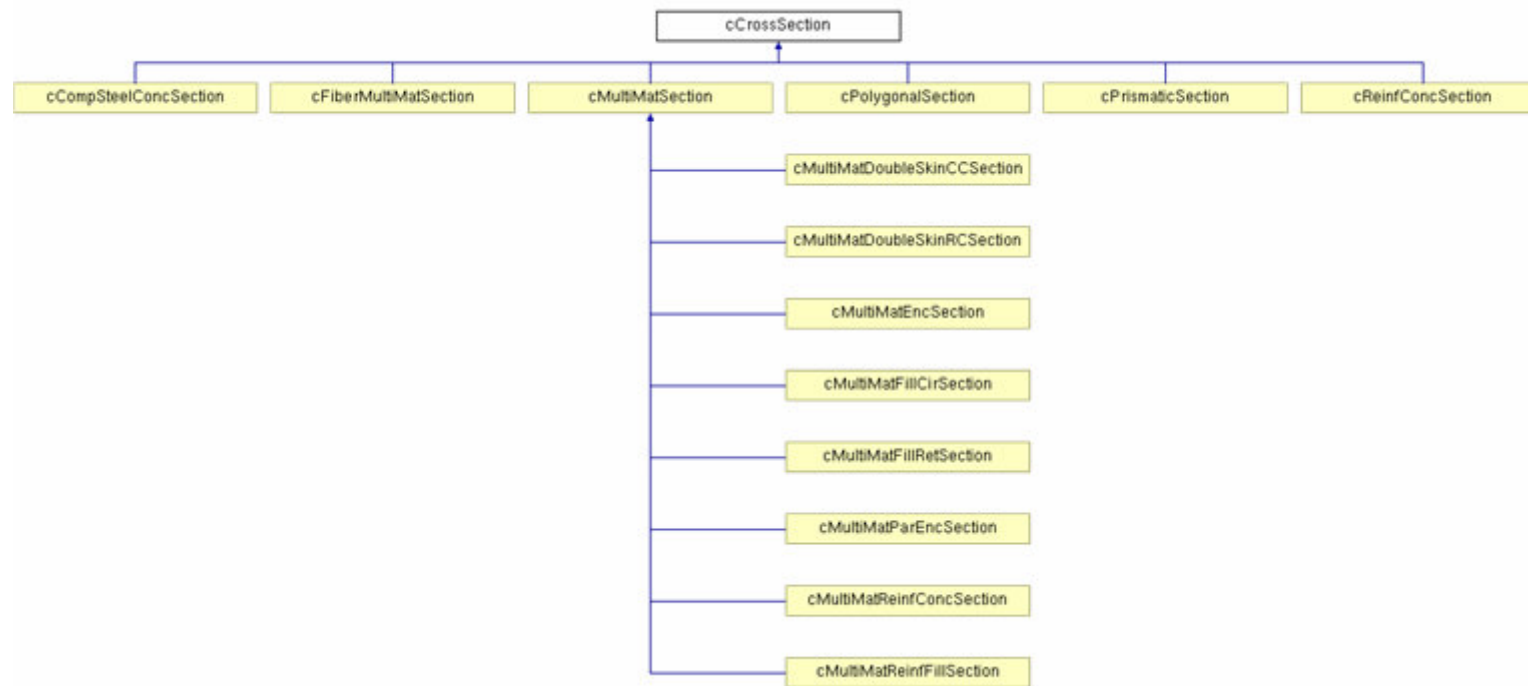 cCrossSection
cCompSteelConcSection cFiberMultiMatSection cMultiMatSection cPolygonalSection cPrismaticSection cReinfConcSection
cMultiMatDoubleSkinCCSection
cMultiMatDoubleSkinRCSection
cMultiMatEncSection
cMultiMatFillCirSection
cMultiMatFillRetSection
cMultiMatParEncSection
cMultiMatReinfConcSection
cMultiMatReinfFillSection